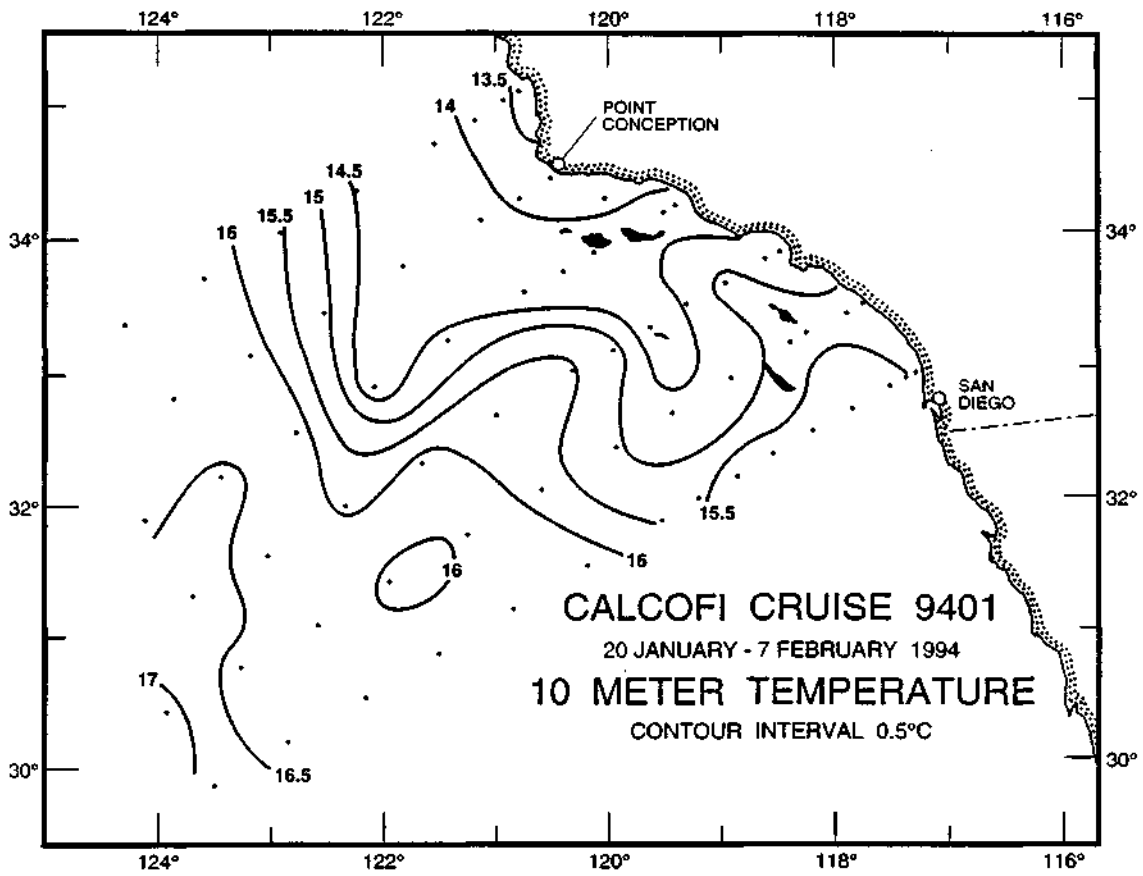 124° 122° 120° 118° 116°
13.5
14
POINT
CONCEPTION
14.5
15
15.5
16
34° 34°
SAN
DIEGO
32° 32°
15.5
16
16
CALCOFI CRUISE 9401
20 JANUARY - 7 FEBRUARY 1994
17
10 METER TEMPERATURE
CONTOUR INTERVAL 0.5°C
30° 30°
16.5
124° 122° 120° 118° 116°